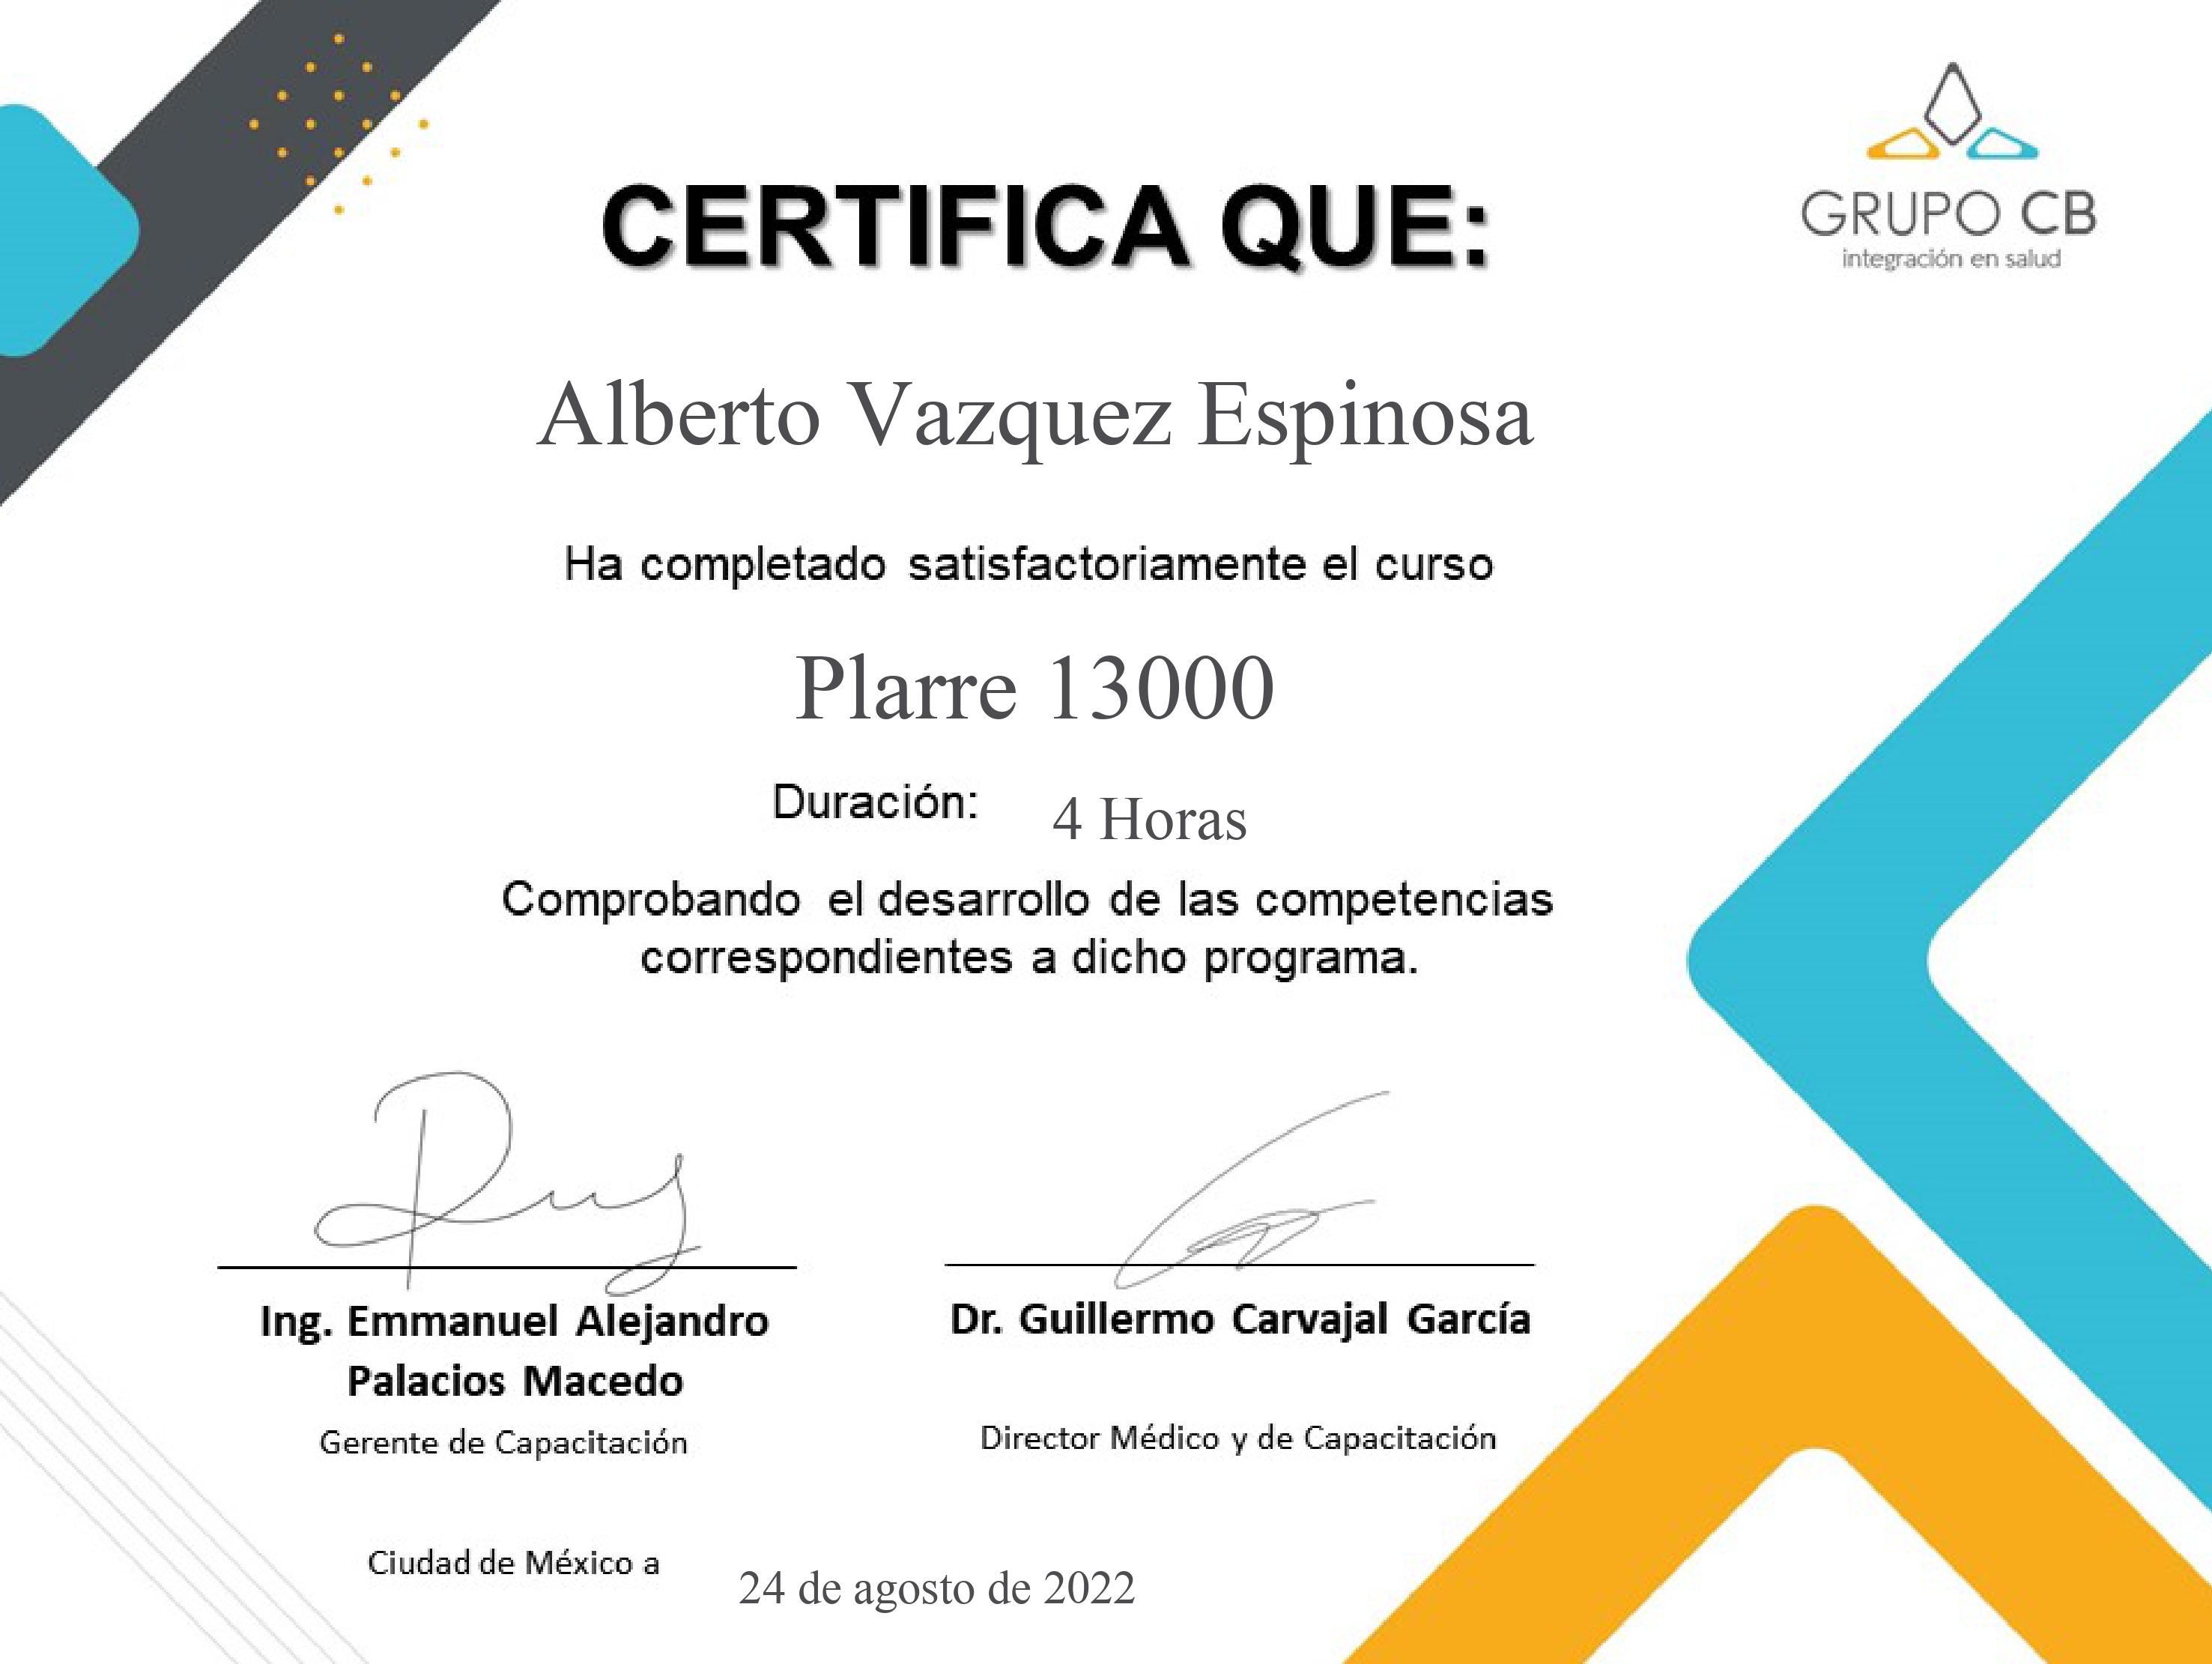 CERTIFICA QUE:
GRUPO CB
integración en salud
Alberto Vazquez Espinosa
Ha completado satisfactoriamente el curso
Plarre 13000
Duración: 4 Horas
Comprobando el desarrollo de las competencias
correspondientes a dicho programa.
Ing. Emmanuel Alejandro
Palacios Macedo
Gerente de Capacitación
Dr. Guillermo Carvajal García
Director Médico y de Capacitación
Ciudad de México a 24 de agosto de 2022